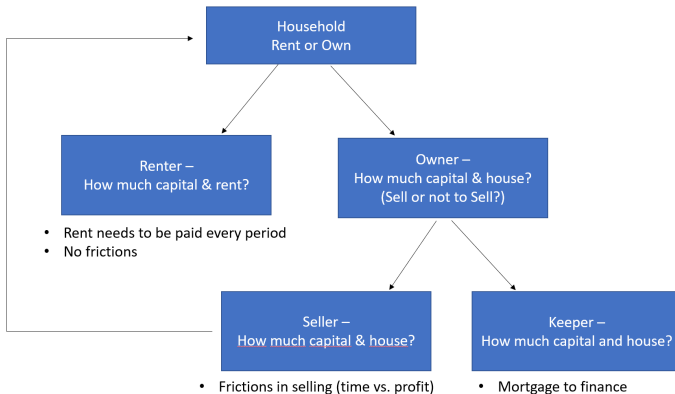 Household
Rent or Own
Renter –
How much capital & rent?
Owner –
How much capital & house?
(Sell or not to Sell?)
• Rent needs to be paid every period
• No frictions
Seller –
How much capital & house?
Keeper –
How much capital and house?
• Frictions in selling (time vs. profit)
• Mortgage to finance